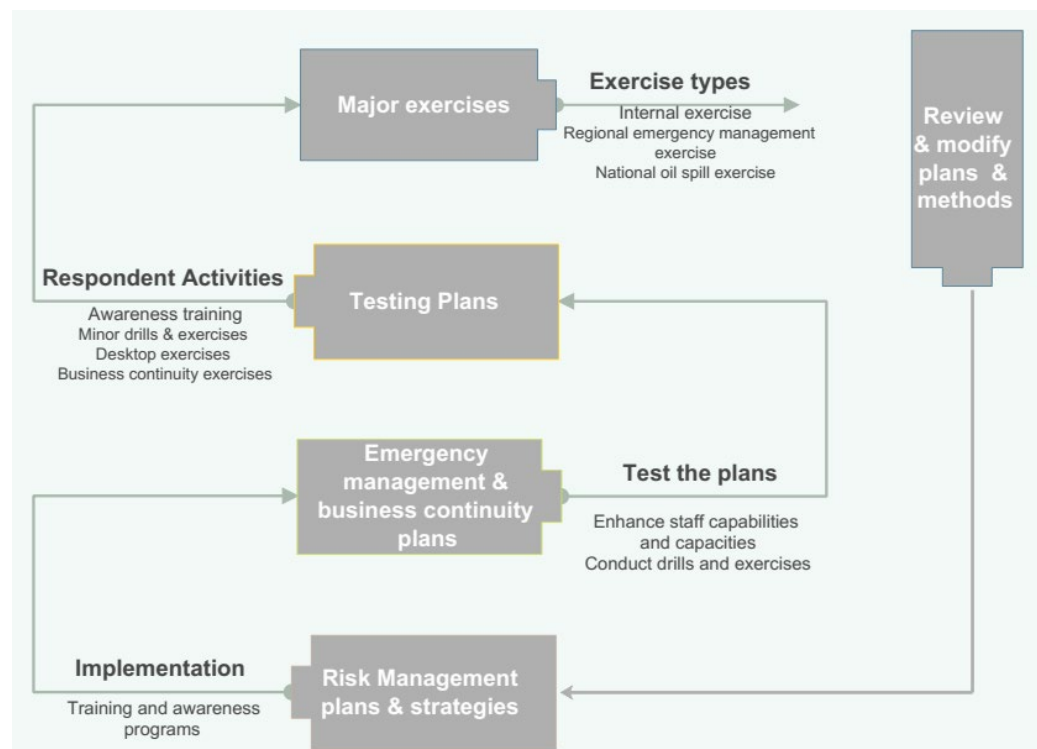 Major exercises
Exercise types
Internal exercise
Regional emergency management
exercise
National oil spill exercise
Review
& modify
plans &
methods
Respondent Activities
Awareness training
Minor drills & exercises
Desktop exercises
Business continuity exercises
Testing Plans
Emergency
management &
business continuity
plans
Test the plans
Enhance staff capabilities
and capacities
Conduct drills and exercises
Implementation
Training and awareness
programs
Risk Management
plans & strategies